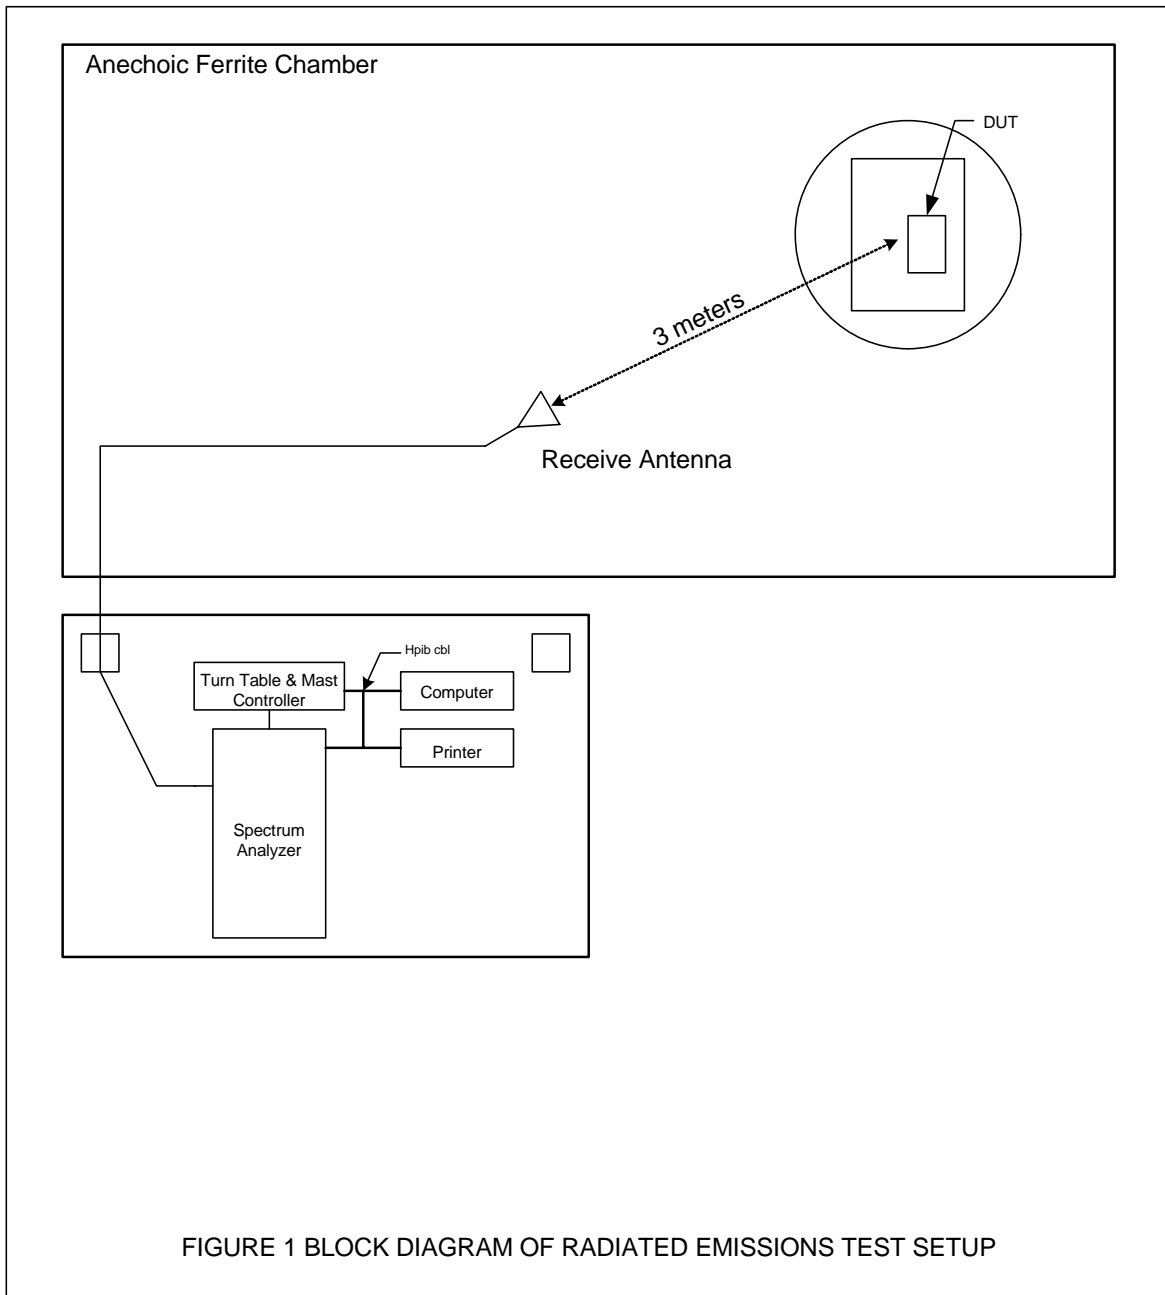 Anechoic Ferrite Chamber
DUT
3 meters
Receive Antenna
Hpib cbl
Turn Table & Mast
Controller
Computer
Printer
Spectrum
Analyzer
FIGURE 1 BLOCK DIAGRAM OF RADIATED EMISSIONS TEST SETUP